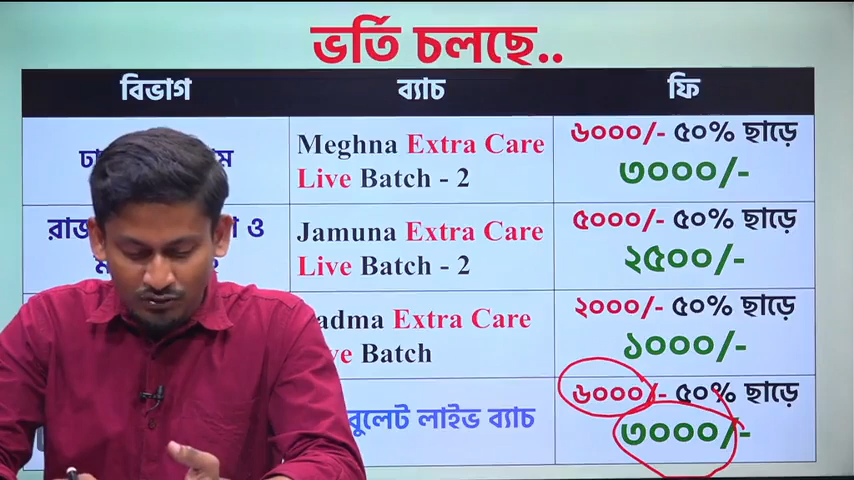 ভর্তি চলছে..
বিভাগ ব্যাচ ফি
Meghna Extra Care
Live Batch - 2
৬০০০/- ৫০% ছাড়ে
৩০০০/-
ও
Jamuna Extra Care
Live Batch - 2
৫০০০/- ৫০% ছাড়ে
২৫০০/-
Extra Care
Batch
২০০০/- ৫০% ছাড়ে
১০০০/-
বুলেট লাইভ ব্যাচ
৬০০০/- ৫০% ছাড়ে
৩০০০/-